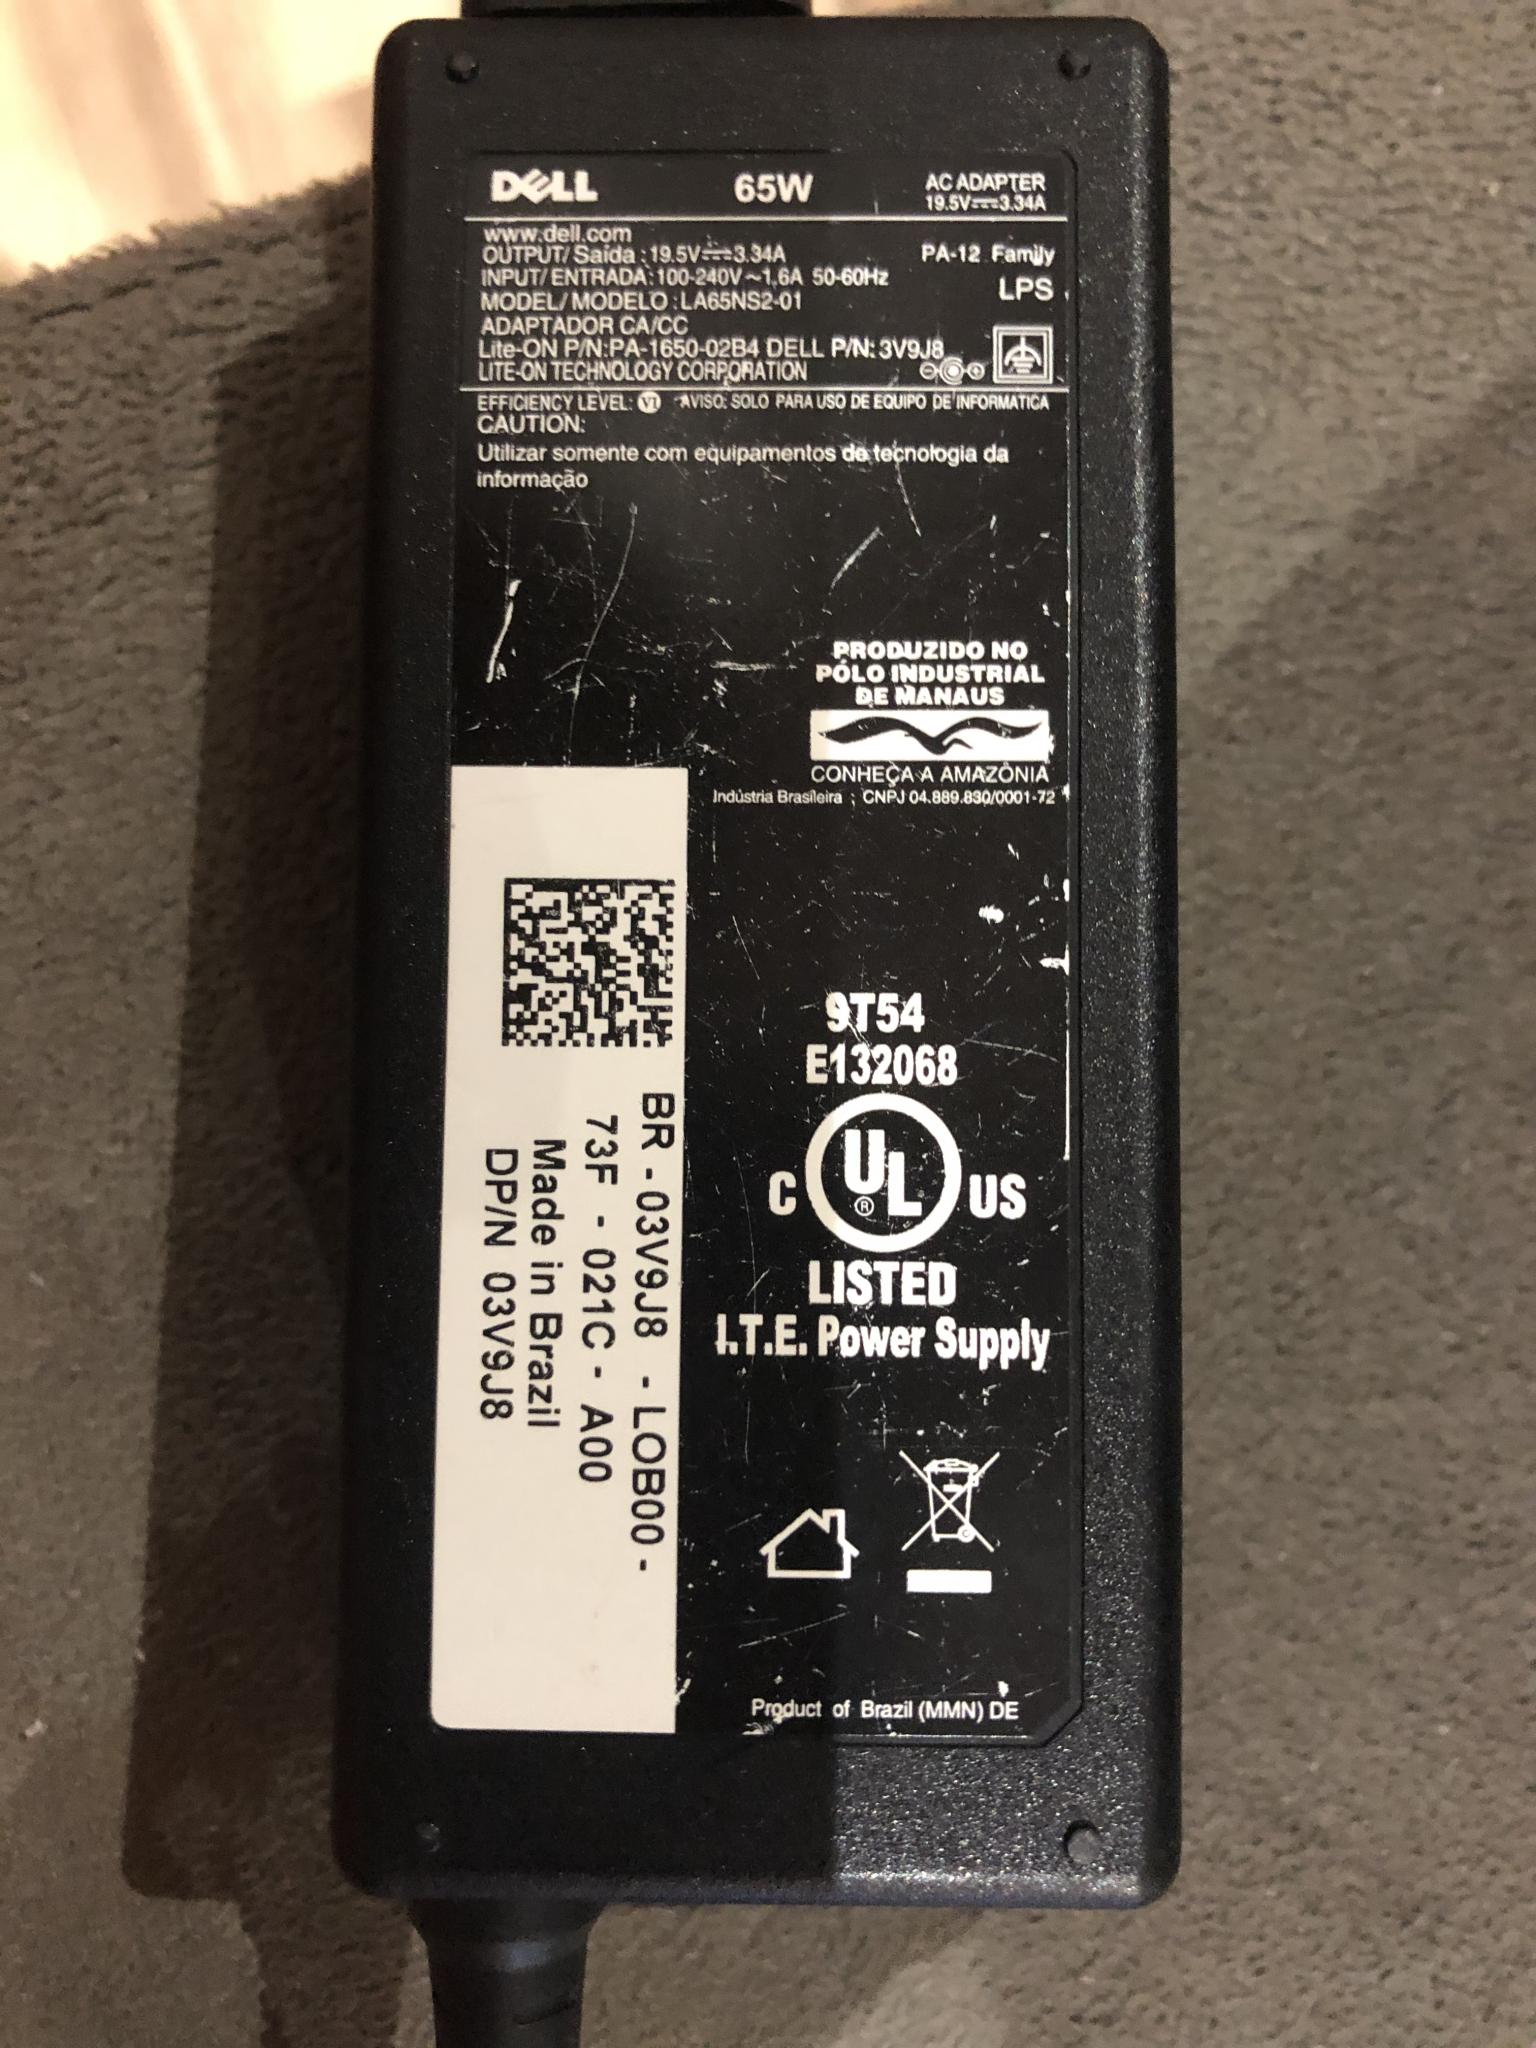 DELL 65W AC ADAPTER
19.5V⎓3.34A
www.dell.com
OUTPUT/ Saída : 19.5V⎓3.34A PA-12 Family
INPUT/ ENTRADA: 100-240V~1.6A 50-60Hz
LPS
MODEL/ MODELO : LA65NS2-01
ADAPTADOR CA/CC
Lite-ON P/N:PA-1650-02B4 DELL P/N: 3V9J8
LITE-ON TECHNOLOGY CORPORATION
EFFICIENCY LEVEL: VI AVISO: SOLO PARA USO DE EQUIPO DE INFORMATICA
CAUTION:
Utilizar somente com equipamentos de tecnologia da
informação
PRODUZIDO NO
PÓLO INDUSTRIAL
DE MANAUS
CONHEÇA A AMAZÔNIA
Indústria Brasileira ; CNPJ 04.889.830/0001-72
BR - 03V9J8 - LOB00 -
73F - 021C - A00
Made in Brazil
DP/N 03V9J8
9T54
E132068
C UL ® US
LISTED
I.T.E. Power Supply
Product of Brazil (MMN) DE